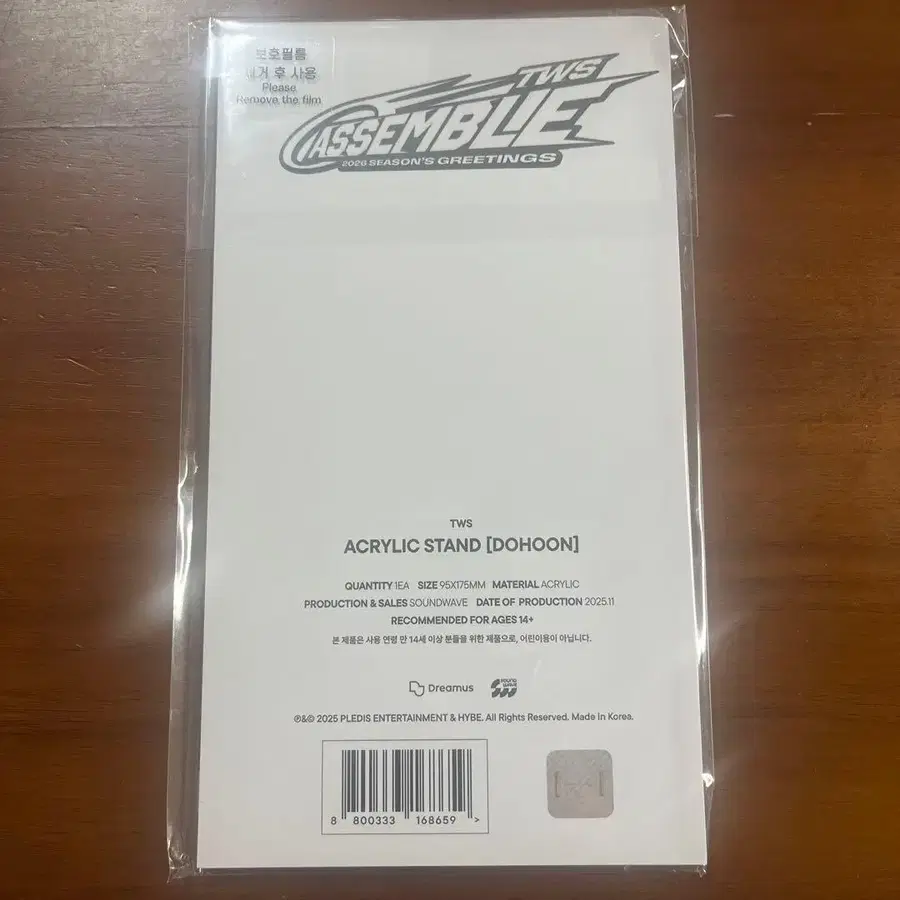 보호필름
제거 후 사용
Please
Remove the film
TWS
ASSEMBLUE
2026 SEASON'S GREETINGS
TWS
ACRYLIC STAND [DOHOON]
QUANTITY 1EA SIZE 95X175MM MATERIAL ACRYLIC
PRODUCTION & SALES SOUNDWAVE DATE OF PRODUCTION 2025.11
RECOMMENDED FOR AGES 14+
본 제품은 사용 연령 만 14세 이상 분들을 위한 제품으로, 어린이용이 아닙니다.
Dreamus SOUND WAVE
℗&© 2025 PLEDIS ENTERTAINMENT & HYBE. All Rights Reserved. Made In Korea.
8 800333 168659 >